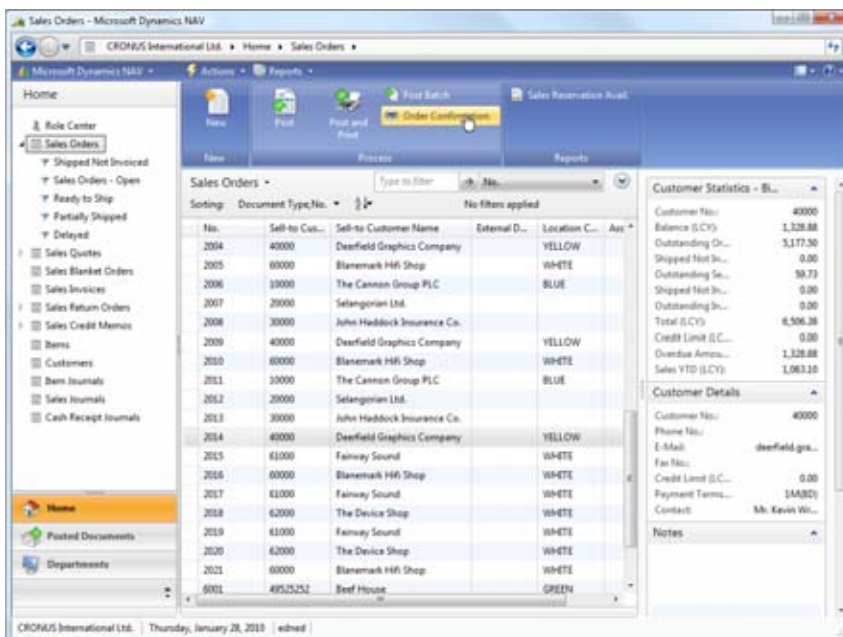 Sales Orders - Microsoft Dynamics NAV
CRONUS International Ltd. Home Sales Orders
Microsoft Dynamics NAV Actions Reports
Home
Role Center
Sales Orders
Shipped Not Invoiced
Sales Orders - Open
Ready to Ship
Partially Shipped
Delayed
Sales Quotes
Sales Blanket Orders
Sales Invoices
Sales Return Orders
Sales Credit Memos
Items
Customers
Item Journals
Sales Journals
Cash Receipt Journals
Home
Posted Documents
Departments
New
Post
Post and Print
Post Batch
Order Confirmation
Sales Reservation Avail.
New Process Reports
Sales Orders Type to filter No.
Sorting: Document Type,No. No filters applied
No. Sell-to Cus... Sell-to Customer Name External D... Location C... Ass
2004 40000 Deerfield Graphics Company YELLOW
2005 60000 Blanemark Hifi Shop WHITE
2006 10000 The Cannon Group PLC BLUE
2007 20000 Selangorian Ltd.
2008 30000 John Haddock Insurance Co.
2009 40000 Deerfield Graphics Company YELLOW
2010 60000 Blanemark Hifi Shop WHITE
2011 10000 The Cannon Group PLC BLUE
2012 20000 Selangorian Ltd.
2013 30000 John Haddock Insurance Co.
2014 40000 Deerfield Graphics Company YELLOW
2015 61000 Fairway Sound WHITE
2016 60000 Blanemark Hifi Shop WHITE
2017 61000 Fairway Sound WHITE
2018 62000 The Device Shop WHITE
2019 61000 Fairway Sound WHITE
2020 62000 The Device Shop WHITE
2021 60000 Blanemark Hifi Shop WHITE
6001 49525252 Beef House GREEN
Customer Statistics - Bi...
Customer No.: 40000
Balance (LCY): 1,328.88
Outstanding Or... 5,177.50
Shipped Not In... 0.00
Outstanding Se... 59.73
Shipped Not In... 0.00
Outstanding In... 0.00
Total (LCY): 6,506.38
Credit Limit (LC... 0.00
Overdue Amou... 1,328.88
Sales YTD (LCY): 1,063.10
Customer Details
Customer No.: 40000
Phone No.:
E-Mail: deerfield.gra...
Fax No.:
Credit Limit (LC... 0.00
Payment Terms... 1M(8D)
Contact: Mr. Kevin Wr...
Notes
CRONUS International Ltd. Thursday, January 28, 2010 edned